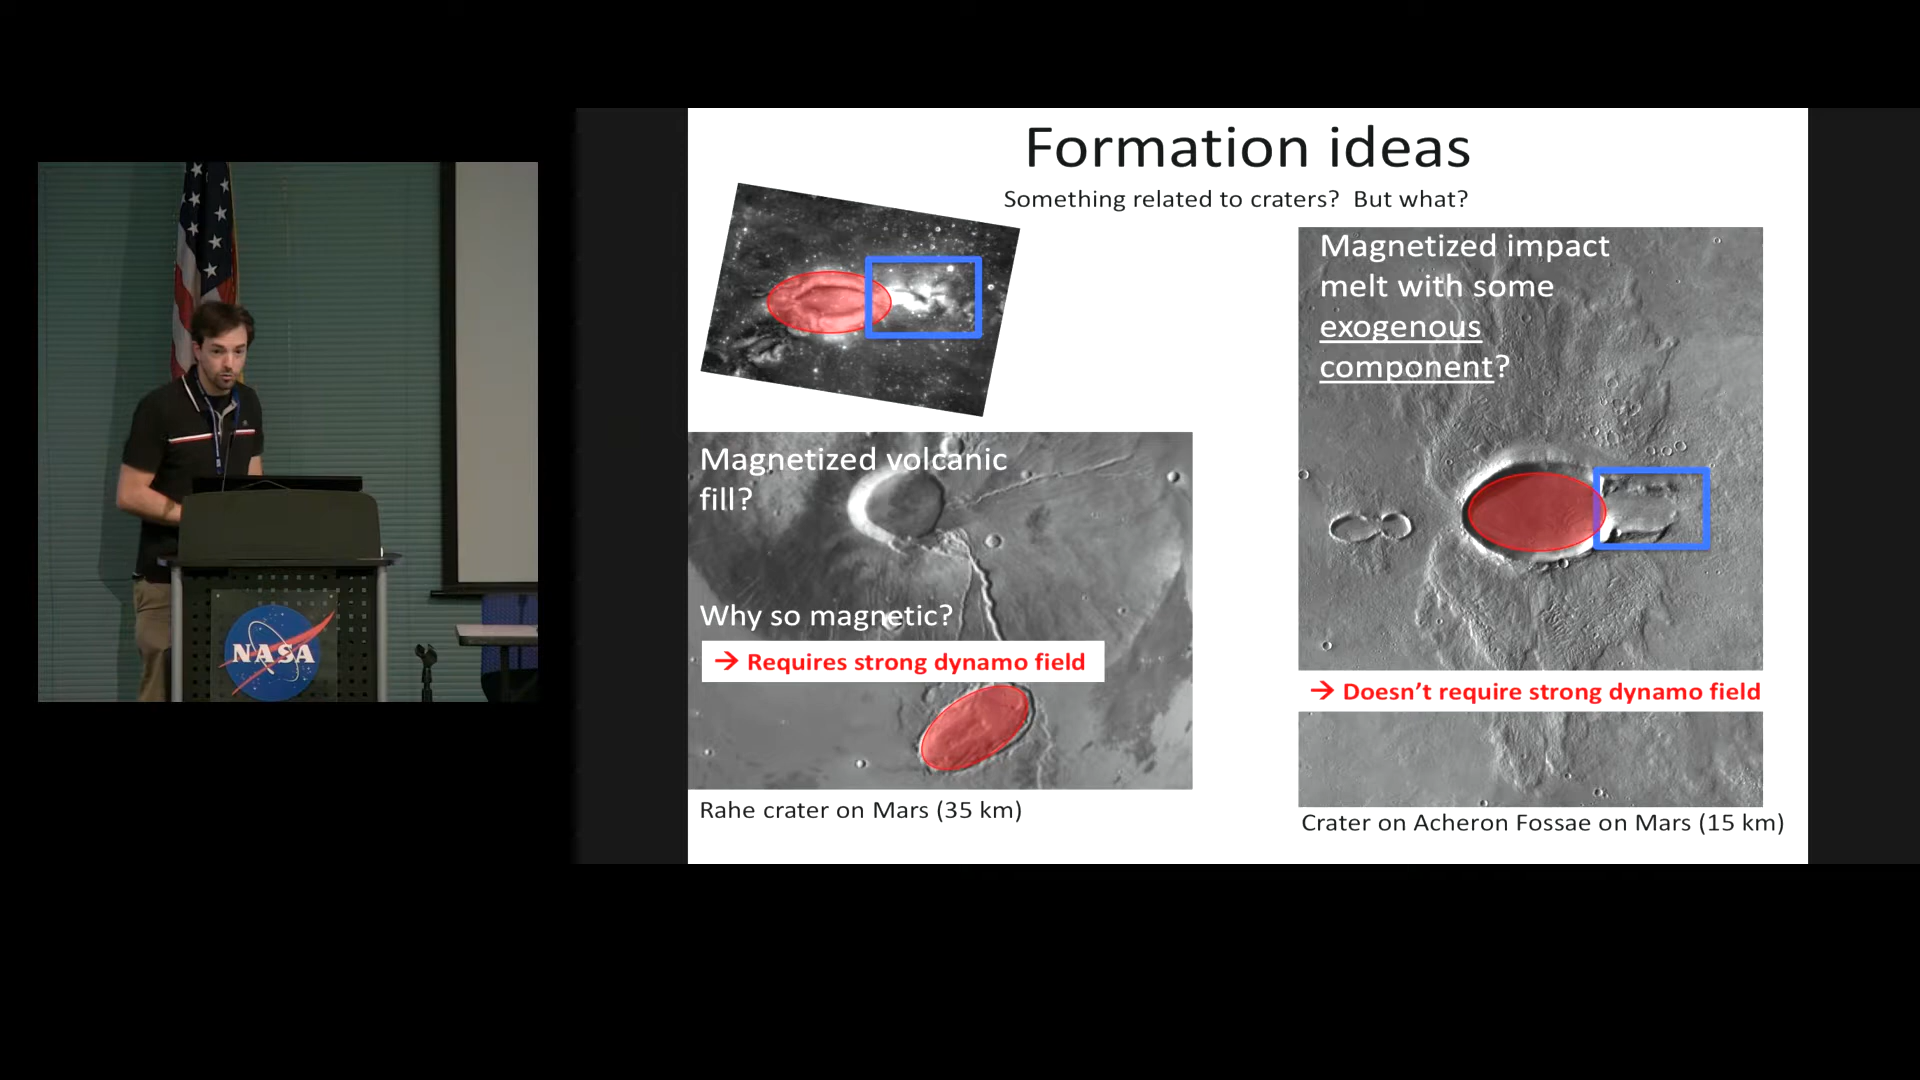 Formation ideas
Something related to craters? But what?
Magnetized impact
melt with some
exogenous
component?
Magnetized volcanic
fill?
Why so magnetic?
→ Requires strong dynamo field
→ Doesn't require strong dynamo field
Rahe crater on Mars (35 km)
Crater on Acheron Fossae on Mars (15 km)
NASA